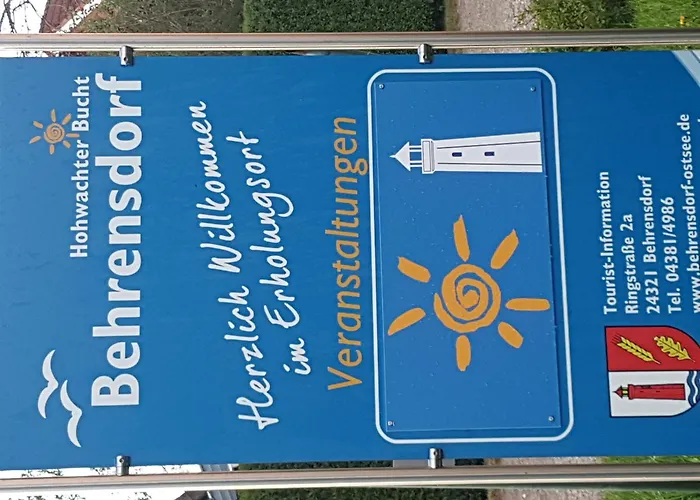 Hohwachter Bucht
Behrensdorf
Herzlich Willkommen
im Erholungsort
Veranstaltungen
Tourist-Information
Ringstraße 2a
24321 Behrensdorf
Tel. 04381/4986
www.behrensdorf-ostsee.de